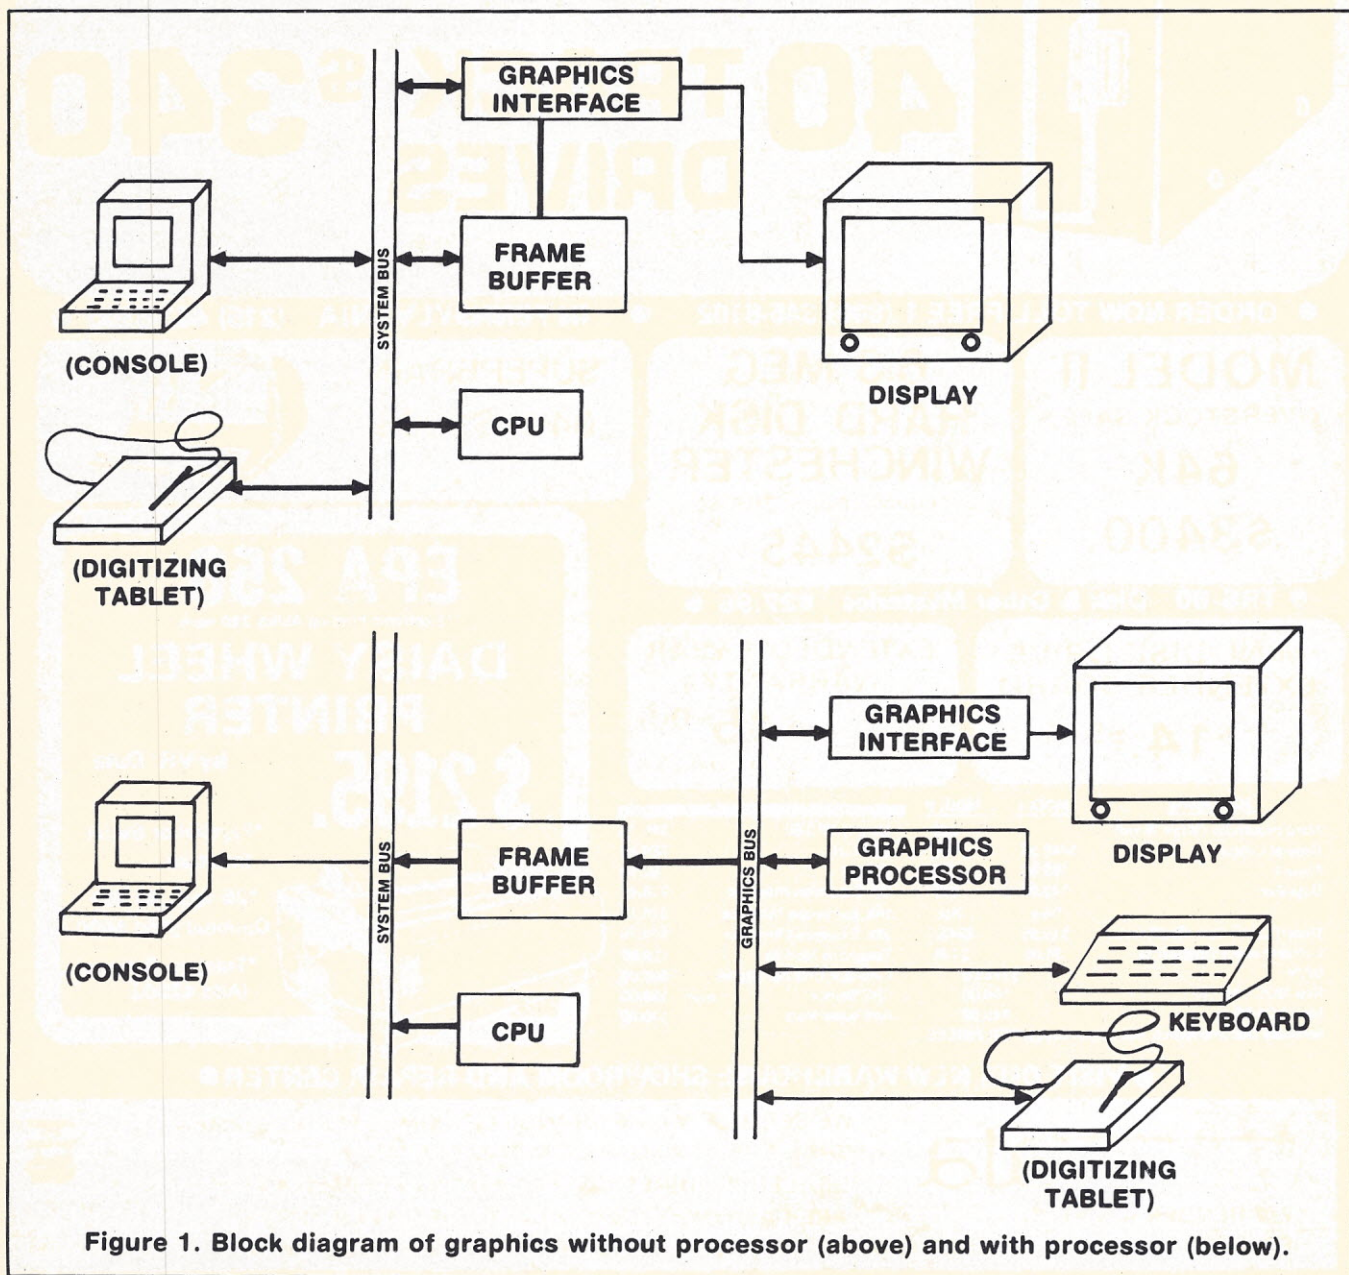 GRAPHICS
INTERFACE
SYSTEM BUS
FRAME
BUFFER
(CONSOLE)
DISPLAY
CPU
(DIGITIZING
TABLET)
GRAPHICS
INTERFACE
SYSTEM BUS
FRAME
BUFFER
GRAPHICS BUS
GRAPHICS
PROCESSOR
DISPLAY
(CONSOLE)
CPU
KEYBOARD
(DIGITIZING
TABLET)
Figure 1. Block diagram of graphics without processor (above) and with processor (below).